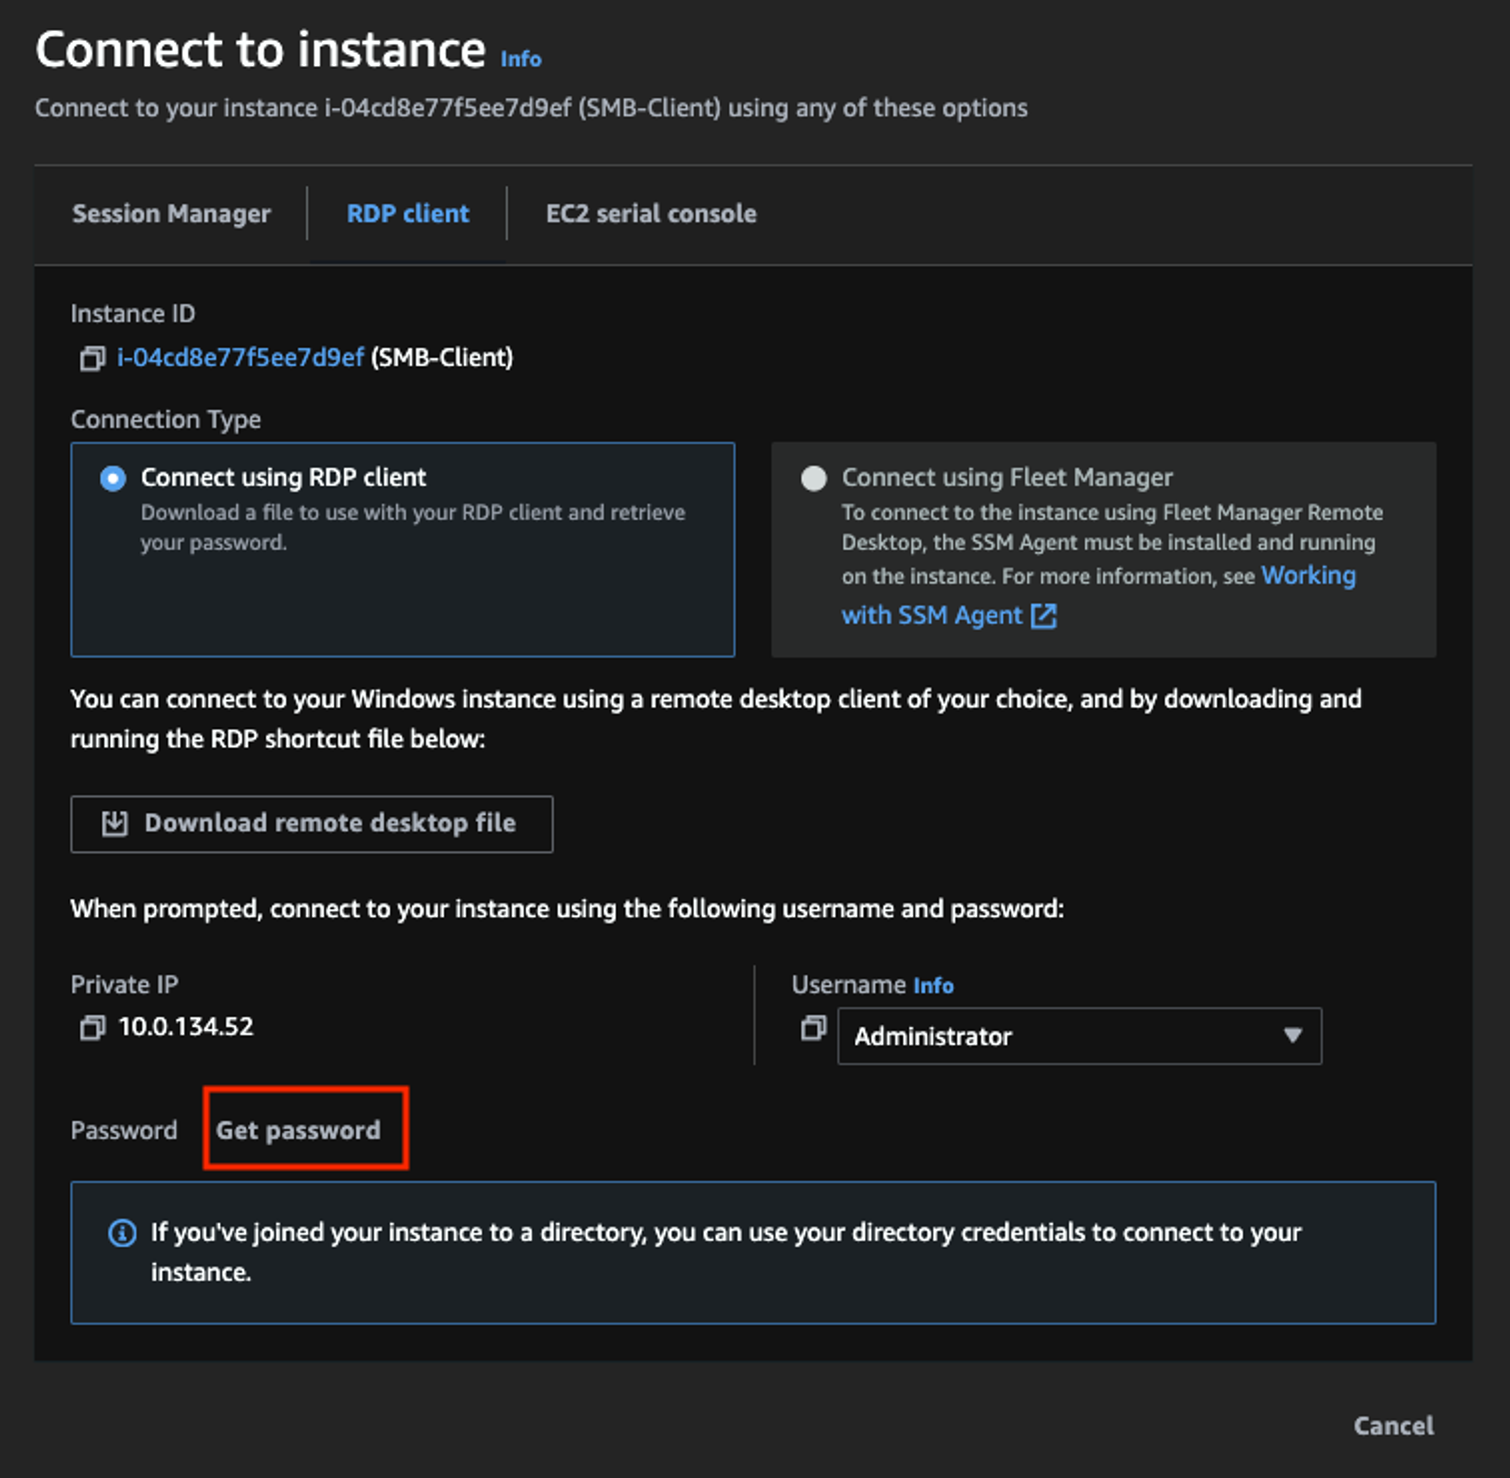 Connect to instance Info
Connect to your instance i-04cd8e77f5ee7d9ef (SMB-Client) using any of these options
Session Manager
RDP client
EC2 serial console
Instance ID
i-04cd8e77f5ee7d9ef (SMB-Client)
Connection Type
Connect using RDP client
Download a file to use with your RDP client and retrieve
your password.
Connect using Fleet Manager
To connect to the instance using Fleet Manager Remote
Desktop, the SSM Agent must be installed and running
on the instance. For more information, see Working
with SSM Agent
You can connect to your Windows instance using a remote desktop client of your choice, and by downloading and
running the RDP shortcut file below:
Download remote desktop file
When prompted, connect to your instance using the following username and password:
Private IP
10.0.134.52
Username Info
Administrator
Password Get password
If you've joined your instance to a directory, you can use your directory credentials to connect to your
instance.
Cancel